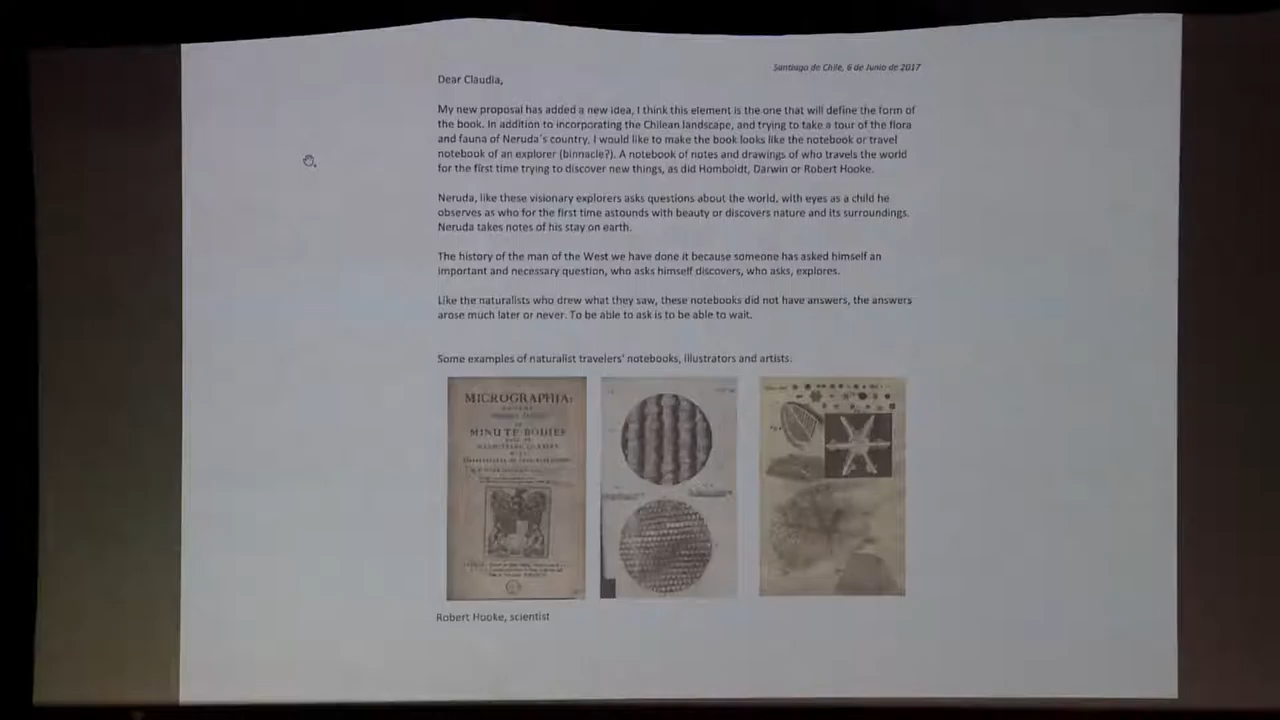 Santiago de Chile, 6 de Junio de 2017
Dear Claudia,
My new proposal has added a new idea, I think this element is the one that will define the form of
the book. In addition to incorporating the Chilean landscape, and trying to take a tour of the flora
and fauna of Neruda´s country, I would like to make the book looks like the notebook or travel
notebook of an explorer (binnacle?). A notebook of notes and drawings of who travels the world
for the first time trying to discover new things, as did Homboldt, Darwin or Robert Hooke.
Neruda, like these visionary explorers asks questions about the world, with eyes as a child he
observes as who for the first time astounds with beauty or discovers nature and its surroundings.
Neruda takes notes of his stay on earth.
The history of the man of the West we have done it because someone has asked himself an
important and necessary question, who asks himself discovers, who asks, explores.
Like the naturalists who drew what they saw, these notebooks did not have answers, the answers
arose much later or never. To be able to ask is to be able to wait.
Some examples of naturalist travelers' notebooks, illustrators and artists.
MICROGRAPHIA:
MINUTE BODIES
Robert Hooke, scientist